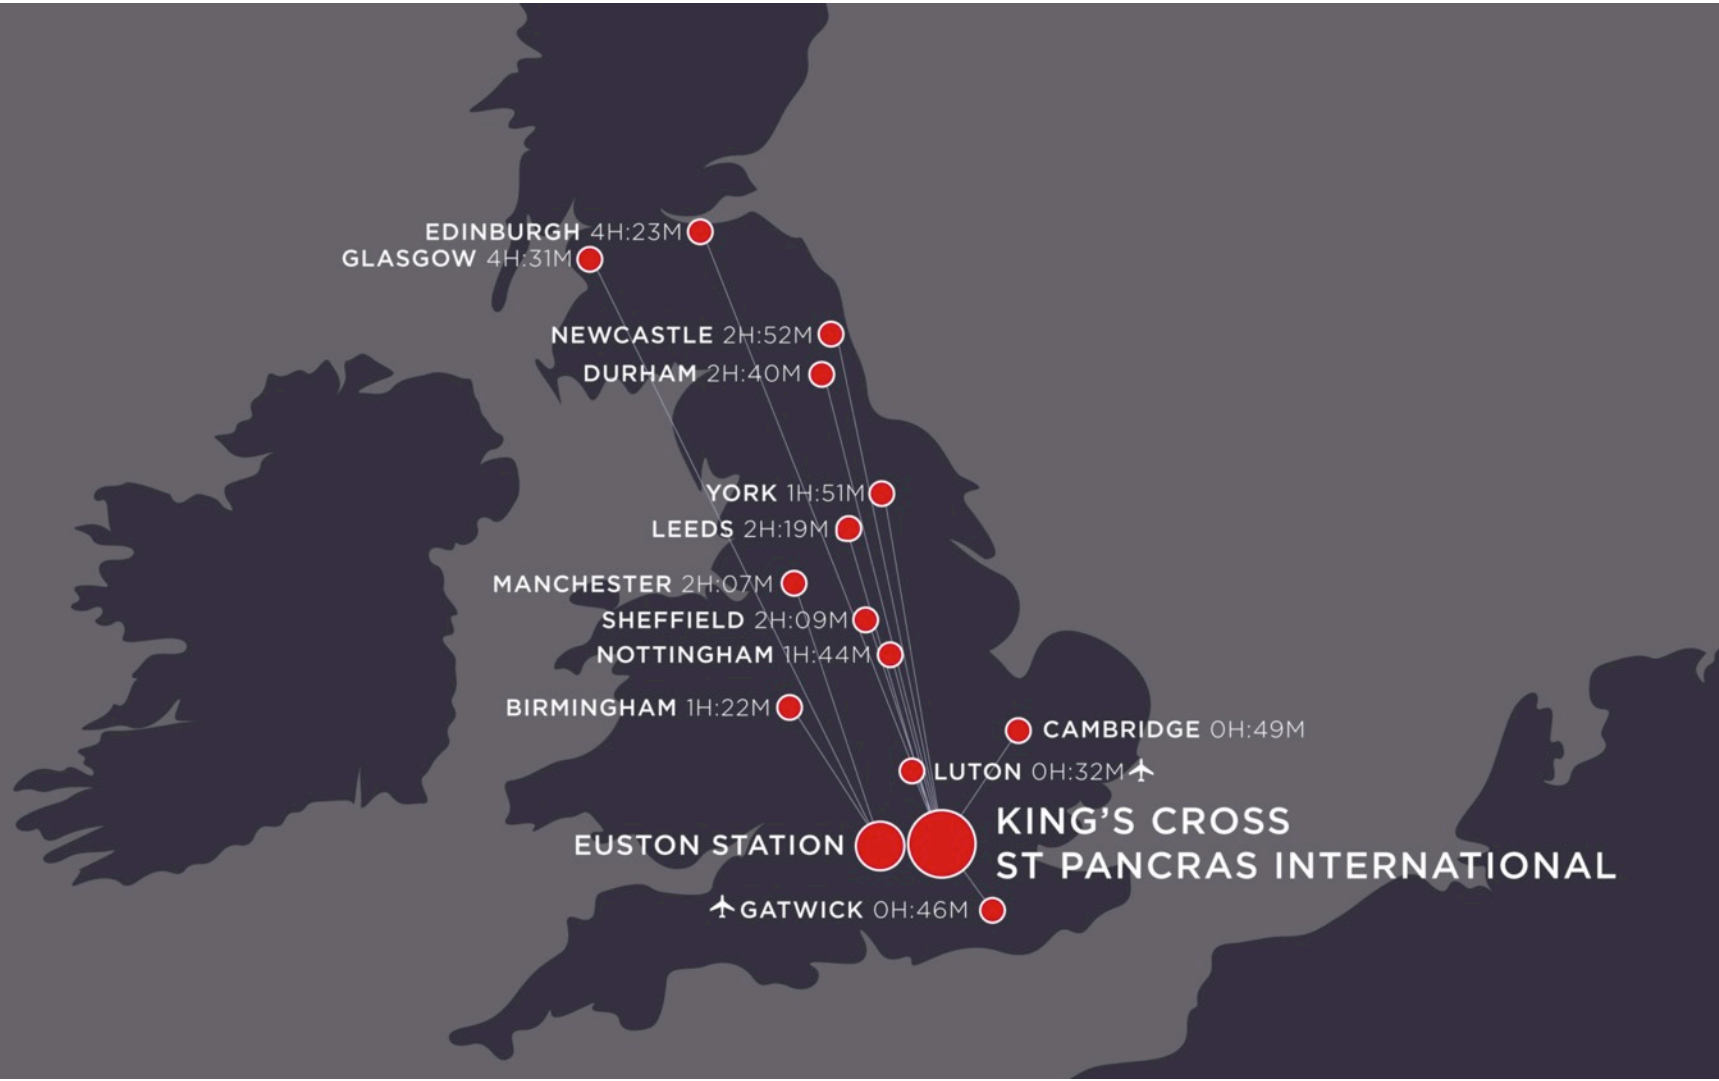 EDINBURGH 4H:23M
GLASGOW 4H:31M
NEWCASTLE 2H:52M
DURHAM 2H:40M
YORK 1H:51M
LEEDS 2H:19M
MANCHESTER 2H:07M
SHEFFIELD 2H:09M
NOTTINGHAM 1H:44M
BIRMINGHAM 1H:22M
CAMBRIDGE 0H:49M
LUTON 0H:32M
KING'S CROSS
ST PANCRAS INTERNATIONAL
EUSTON STATION
GATWICK 0H:46M